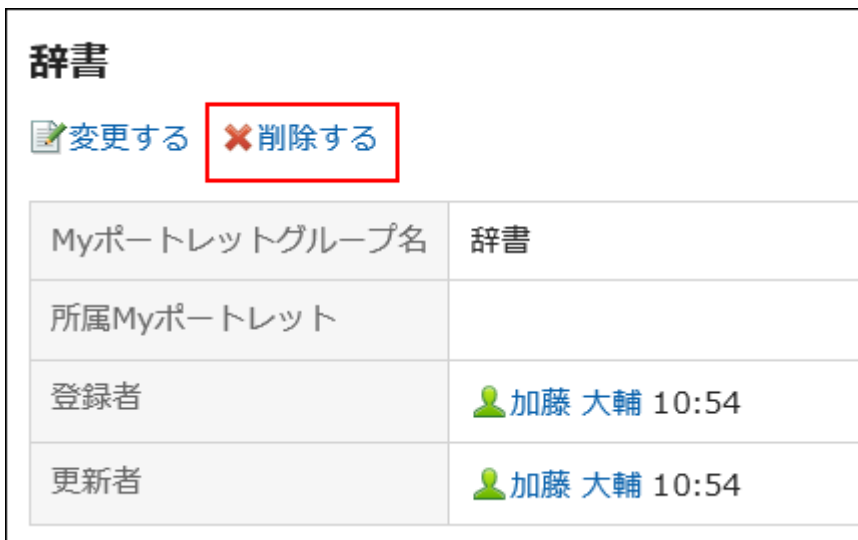 辞書
変更する 削除する
Myポートレットグループ名 辞書
所属Myポートレット
登録者 加藤 大輔 10:54
更新者 加藤 大輔 10:54